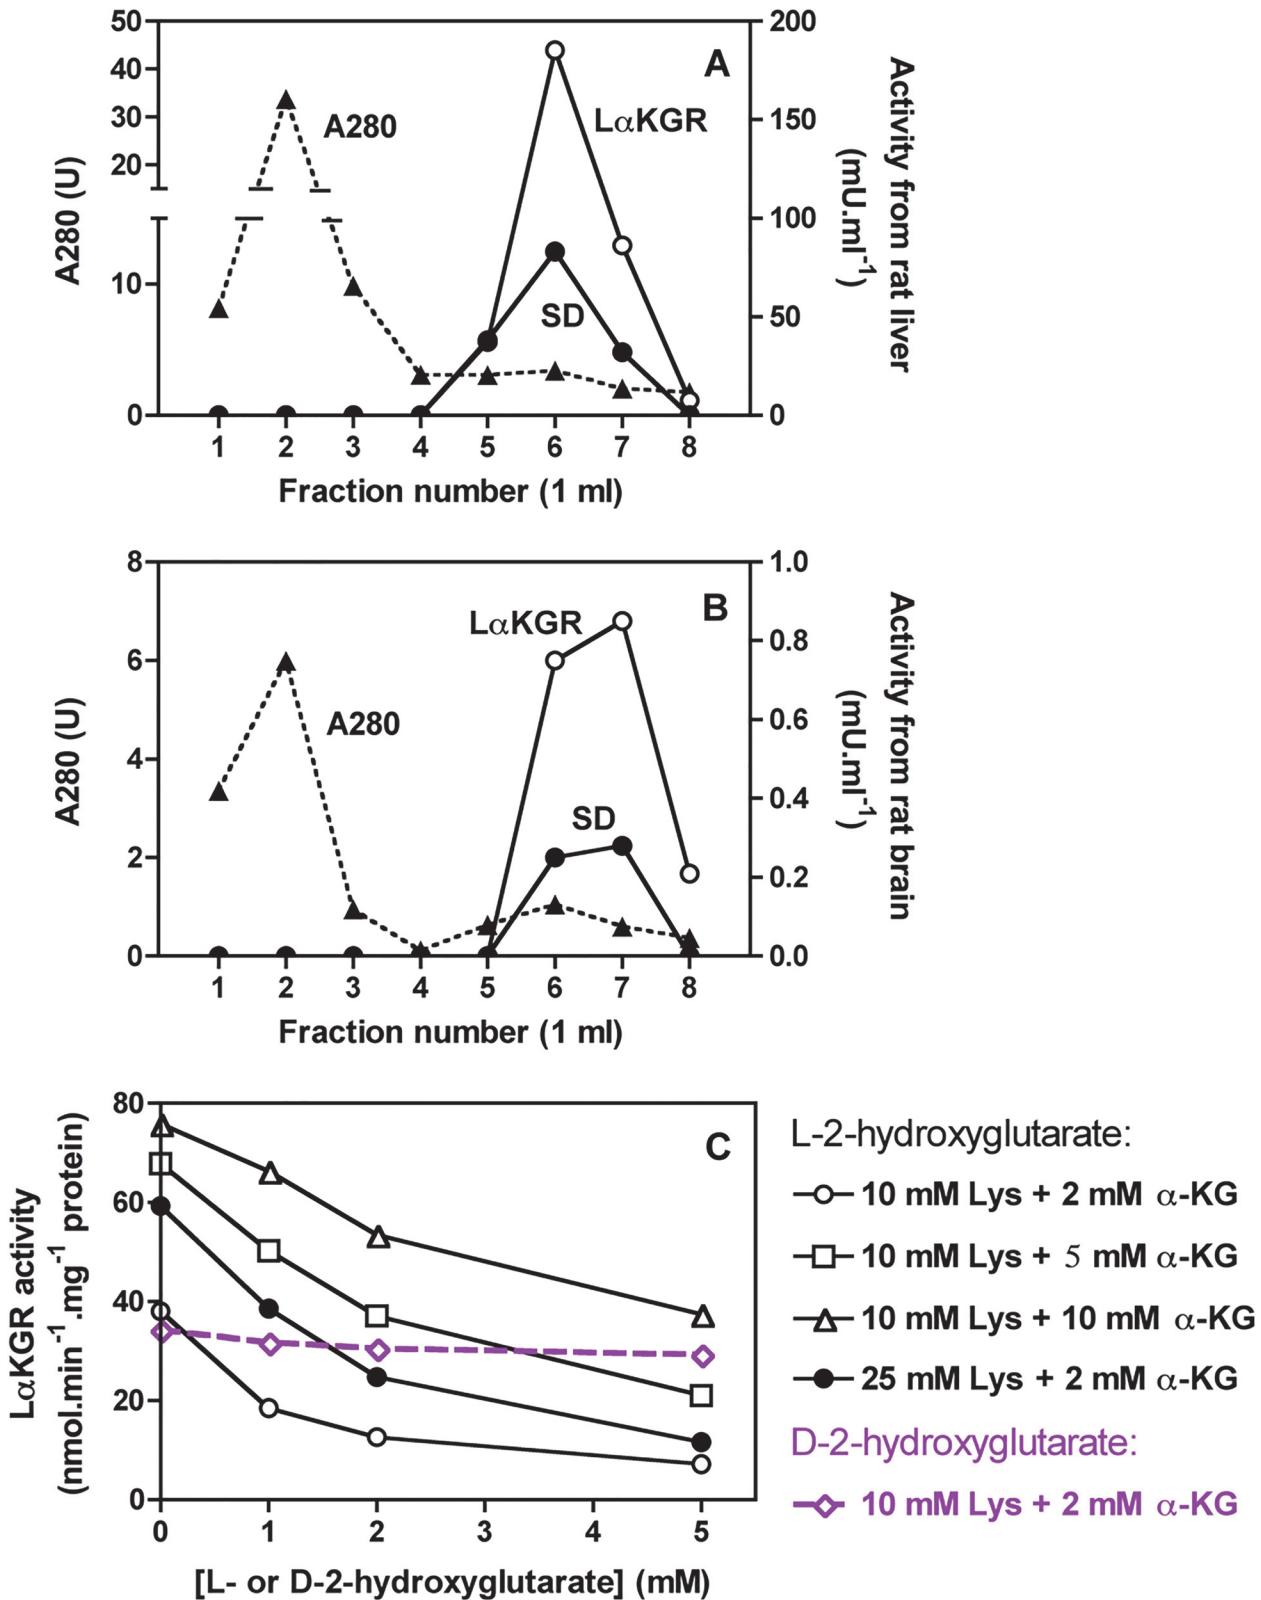 A
50
40
30
20
10
0
A280 (U)
200
150
100
50
0
Activity from rat liver
(mU.ml-1)
A280
LαKGR
SD
1 2 3 4 5 6 7 8
Fraction number (1 ml)
B
8
6
4
2
0
A280 (U)
1.0
0.8
0.6
0.4
0.2
0.0
Activity from rat brain
(mU.ml-1)
LαKGR
A280
SD
1 2 3 4 5 6 7 8
Fraction number (1 ml)
C
80
60
40
20
0
LαKGR activity
(nmol.min-1.mg-1 protein)
0 1 2 3 4 5
[L- or D-2-hydroxyglutarate] (mM)
L-2-hydroxyglutarate:
10 mM Lys + 2 mM α-KG
10 mM Lys + 5 mM α-KG
10 mM Lys + 10 mM α-KG
25 mM Lys + 2 mM α-KG
D-2-hydroxyglutarate:
10 mM Lys + 2 mM α-KG